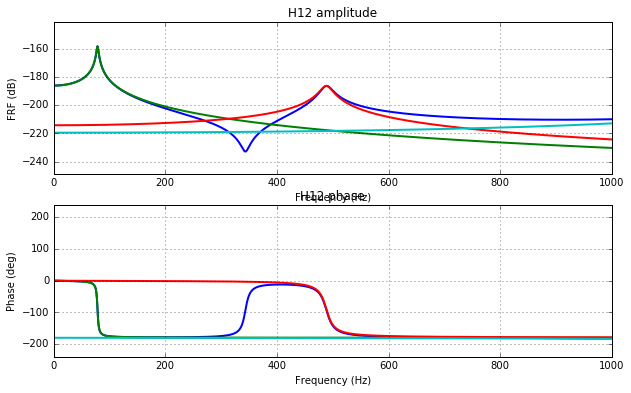 H12 amplitude
−160
−180
−200
−220
−240
FRF (dB)
0 200 400 600 800 1000
Frequency (Hz)
H12 phase
200
100
0
−100
−200
Phase (deg)
0 200 400 600 800 1000
Frequency (Hz)